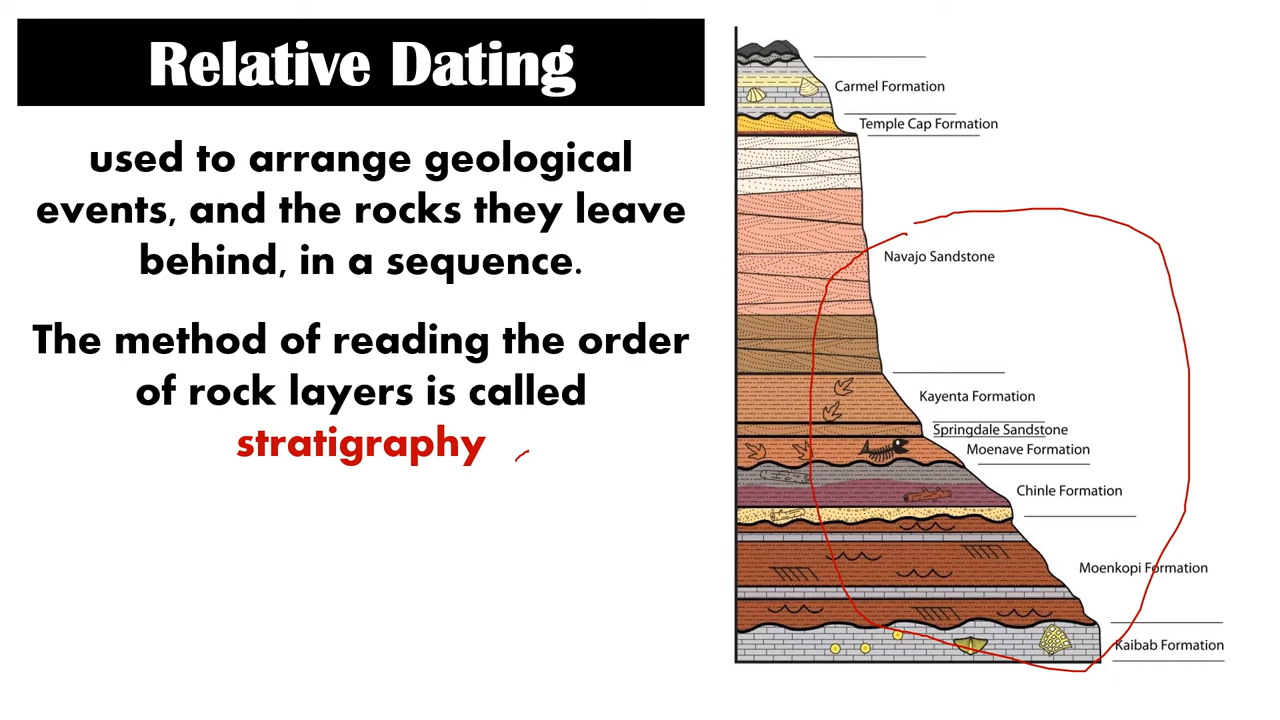 Relative Dating
used to arrange geological
events, and the rocks they leave
behind, in a sequence.
The method of reading the order
of rock layers is called
stratigraphy
Carmel Formation
Temple Cap Formation
Navajo Sandstone
Kayenta Formation
Springdale Sandstone
Moenave Formation
Chinle Formation
Moenkopi Formation
Kaibab Formation